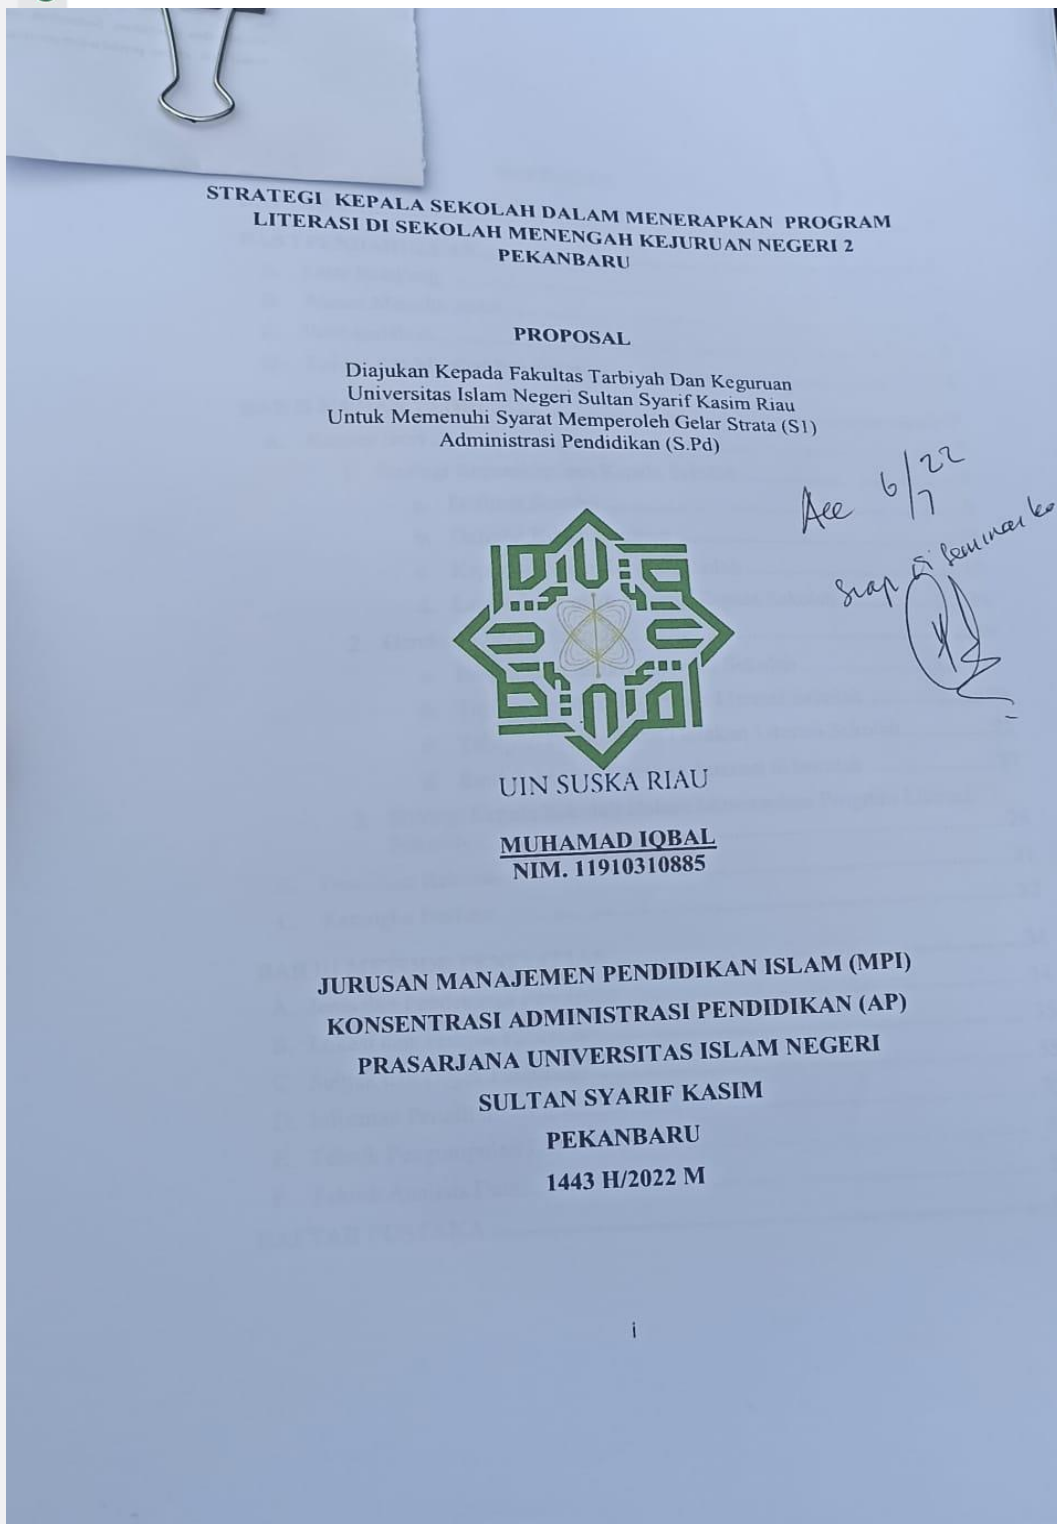 STRATEGI KEPALA SEKOLAH DALAM MENERAPKAN PROGRAM
LITERASI DI SEKOLAH MENENGAH KEJURUAN NEGERI 2
PEKANBARU
PROPOSAL
Diajukan Kepada Fakultas Tarbiyah Dan Keguruan
Universitas Islam Negeri Sultan Syarif Kasim Riau
Untuk Memenuhi Syarat Memperoleh Gelar Strata (S1)
Administrasi Pendidikan (S.Pd)
Acc 6/7 22
Siap di Seminarkan
UIN SUSKA RIAU
MUHAMAD IQBAL
NIM. 11910310885
JURUSAN MANAJEMEN PENDIDIKAN ISLAM (MPI)
KONSENTRASI ADMINISTRASI PENDIDIKAN (AP)
PRASARJANA UNIVERSITAS ISLAM NEGERI
SULTAN SYARIF KASIM
PEKANBARU
1443 H/2022 M
i